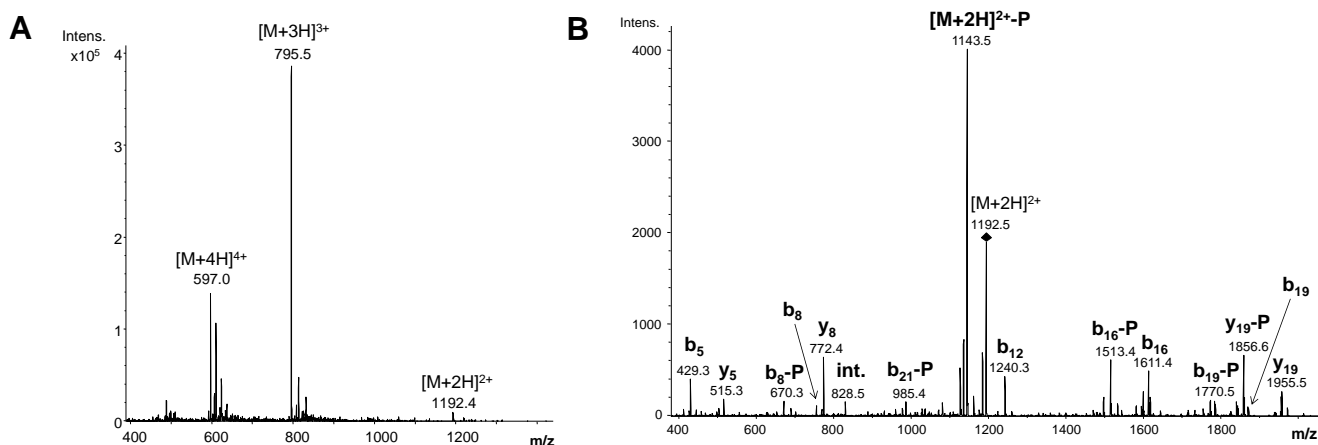 A
Intens.
x10⁵
[M+3H]³⁺
795.5
[M+4H]⁴⁺
597.0
[M+2H]²⁺
1192.4
4
3
2
1
0
400 600 800 1000 1200 m/z
B
Intens.
[M+2H]²⁺-P
1143.5
[M+2H]²⁺
1192.5
b₅
429.3
y₅
515.3
b₈-P
670.3
b₈
y₈
772.4
int.
828.5
b₂₁-P
985.4
b₁₂
1240.3
b₁₆-P
1513.4
b₁₆
1611.4
b₁₉-P
1770.5
y₁₉-P
1856.6
b₁₉
y₁₉
1955.5
4000
3000
2000
1000
0
400 600 800 1000 1200 1400 1600 1800 m/z